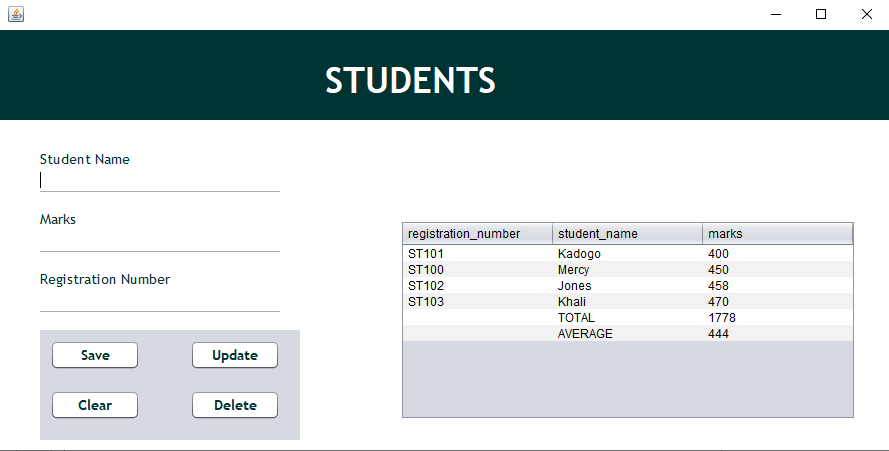 STUDENTS
Student Name
Marks
Registration Number
Save Update
Clear Delete
registration_number student_name marks
ST101 Kadogo 400
ST100 Mercy 450
ST102 Jones 458
ST103 Khali 470
TOTAL 1778
AVERAGE 444